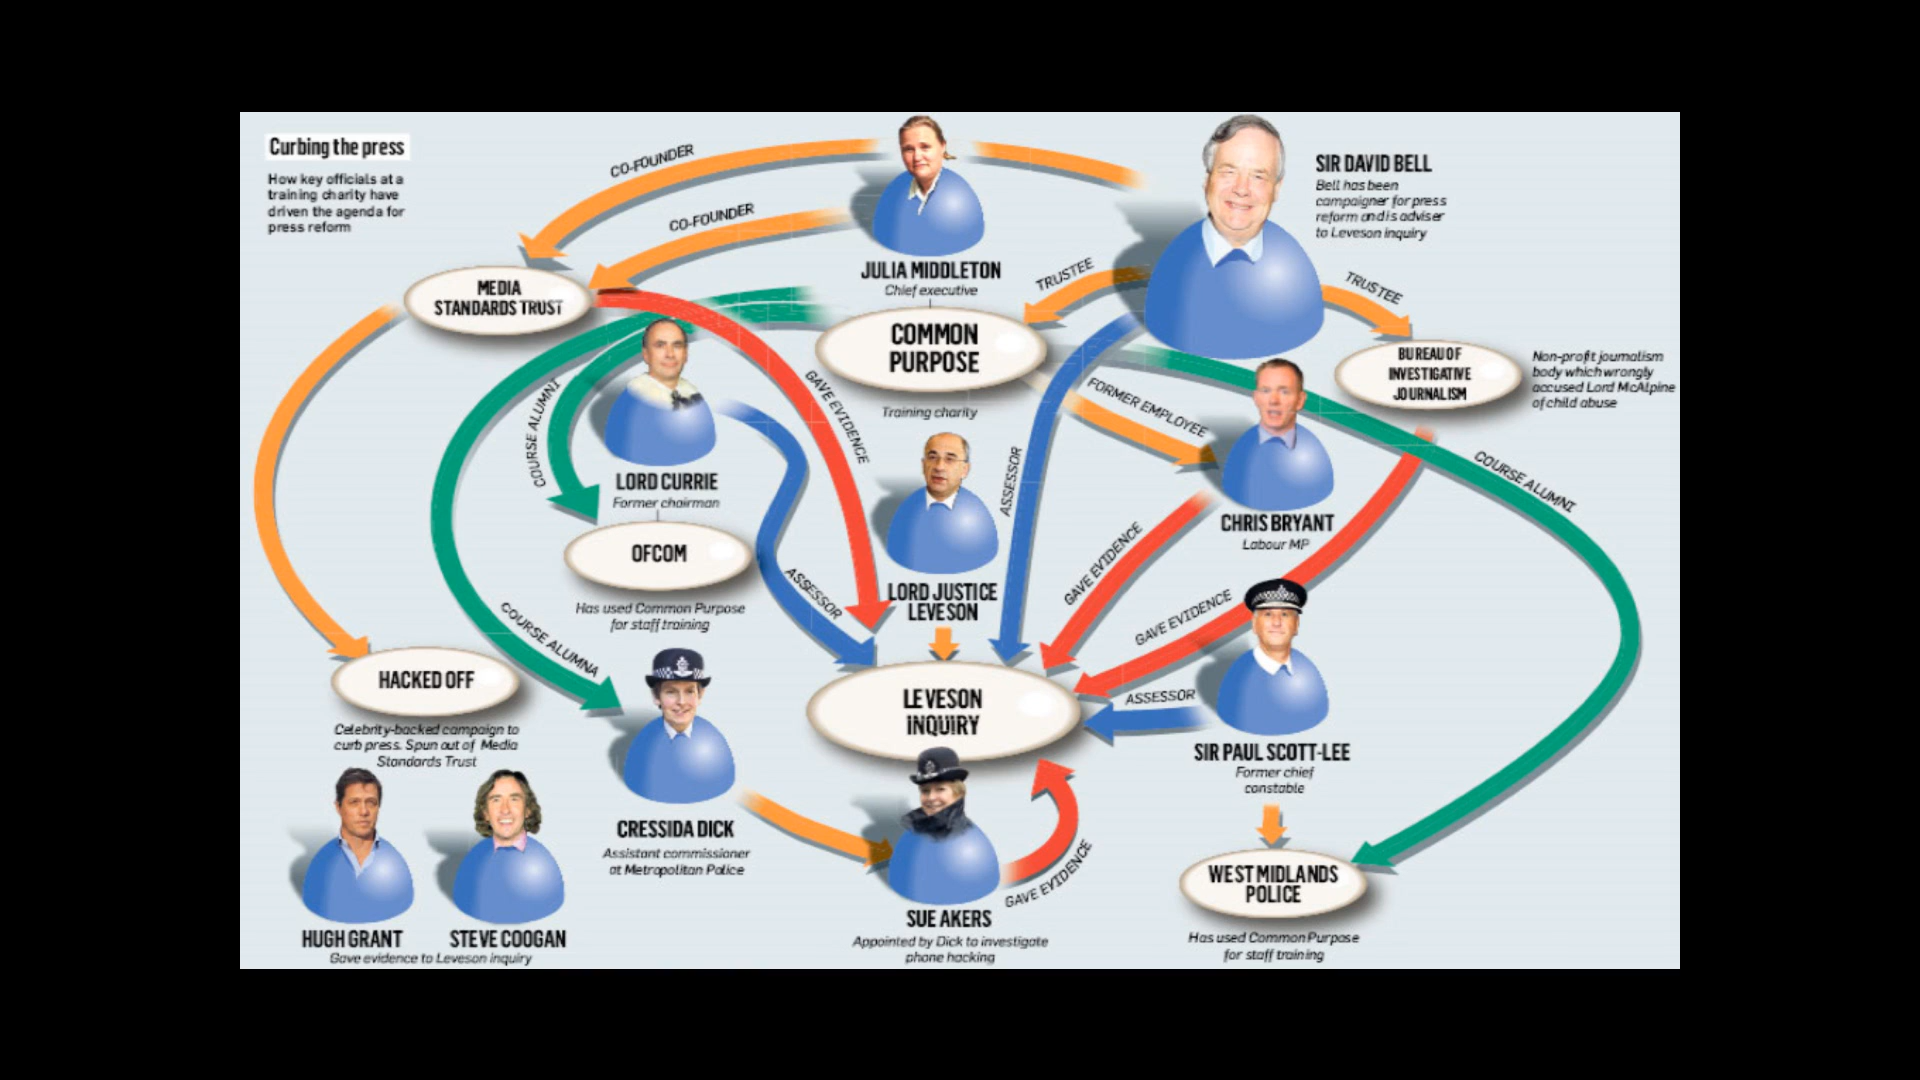 Curbing the press
How key officials at a
training charity have
driven the agenda for
press reform
CO-FOUNDER
CO-FOUNDER
JULIA MIDDLETON
Chief executive
SIR DAVID BELL
Bell has been
campaigner for press
reform and is adviser
to Leveson inquiry
TRUSTEE
TRUSTEE
MEDIA
STANDARDS TRUST
COMMON
PURPOSE
Training charity
BUREAU OF
INVESTIGATIVE
JOURNALISM
Non-profit journalism
body which wrongly
accused Lord McAlpine
of child abuse
COURSE ALUMNI
GAVE EVIDENCE
FORMER EMPLOYEE
ASSESSOR
COURSE ALUMNI
LORD CURRIE
Former chairman
OFCOM
Has used Common Purpose
for staff training
ASSESSOR
LORD JUSTICE
LEVESON
CHRIS BRYANT
Labour MP
GAVE EVIDENCE
GAVE EVIDENCE
COURSE ALUMNA
HACKED OFF
Celebrity-backed campaign to
curb press. Spun out of Media
Standards Trust
LEVESON
INQUIRY
ASSESSOR
SIR PAUL SCOTT-LEE
Former chief
constable
CRESSIDA DICK
Assistant commissioner
at Metropolitan Police
GAVE EVIDENCE
WEST MIDLANDS
POLICE
Has used Common Purpose
for staff training
HUGH GRANT
STEVE COOGAN
Gave evidence to Leveson inquiry
SUE AKERS
Appointed by Dick to investigate
phone hacking